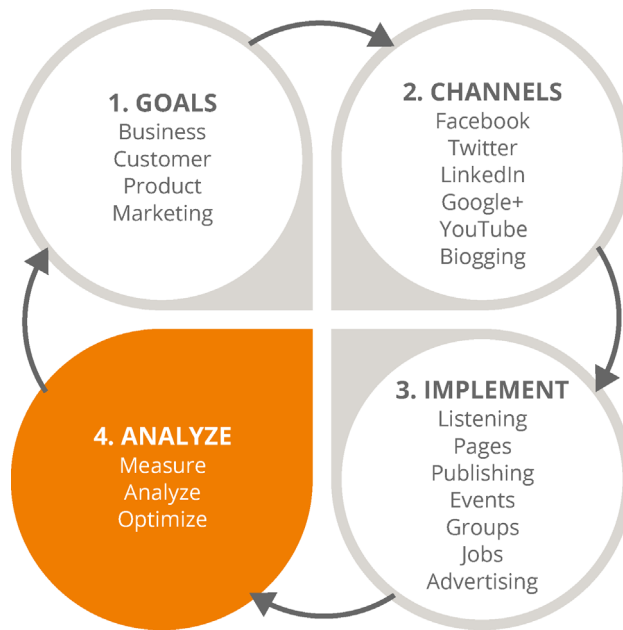 1. GOALS
Business
Customer
Product
Marketing
2. CHANNELS
Facebook
Twitter
LinkedIn
Google+
YouTube
Biogging
3. IMPLEMENT
Listening
Pages
Publishing
Events
Groups
Jobs
Advertising
4. ANALYZE
Measure
Analyze
Optimize